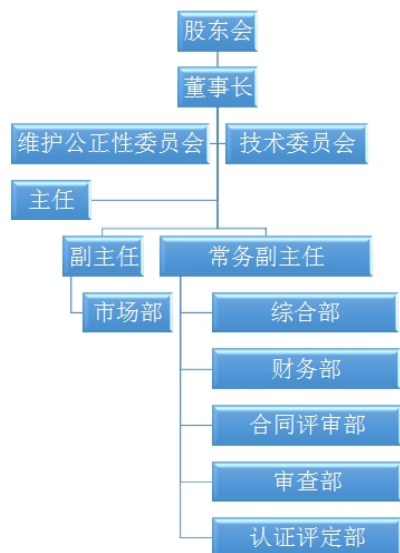 股东会
董事长
维护公正性委员会
技术委员会
主任
副主任
常务副主任
市场部
综合部
财务部
合同评审部
审查部
认证评定部